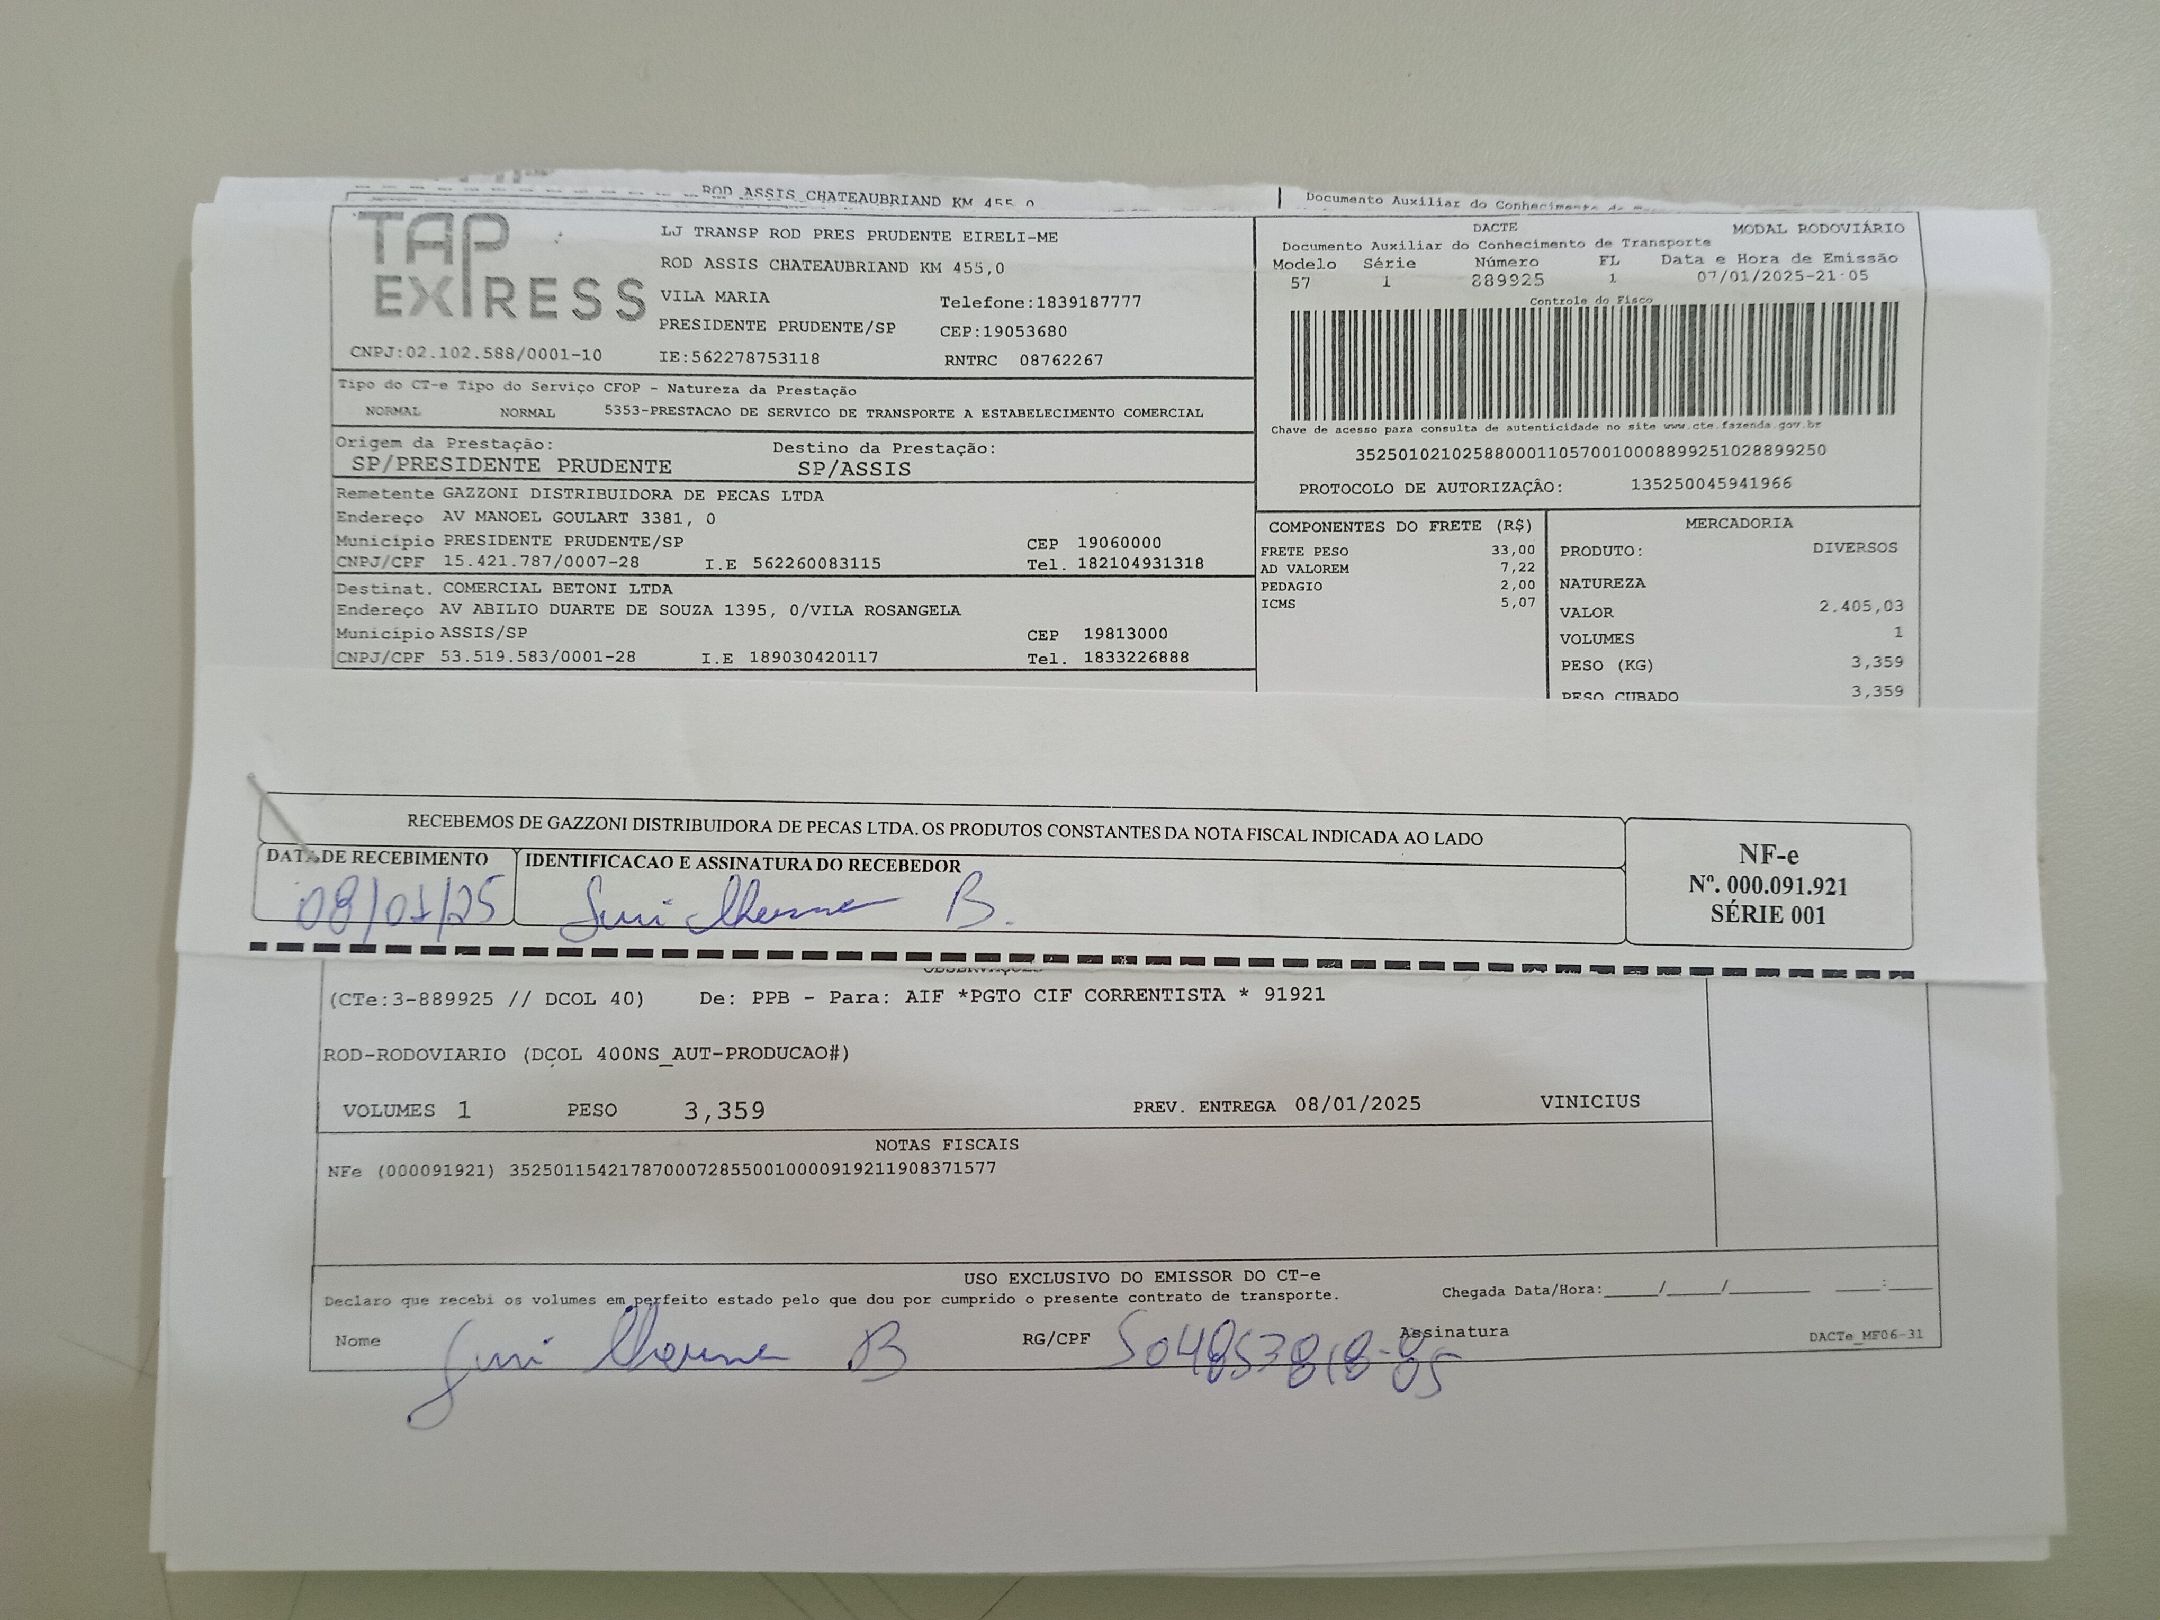 ROD ASSIS CHATEAUBRIAND KM 455,0
Documento Auxiliar do Conhecimento de
TAP EXPRESS
CNPJ:02.102.588/0001-10
LJ TRANSP ROD PRES PRUDENTE EIRELI-ME
ROD ASSIS CHATEAUBRIAND KM 455,0
VILA MARIA Telefone:1839187777
PRESIDENTE PRUDENTE/SP CEP:19053680
IE:562278753118 RNTRC 08762267
DACTE MODAL RODOVIÁRIO
Documento Auxiliar do Conhecimento de Transporte
Modelo Série Número FL Data e Hora de Emissão
57 1 889925 1 07/01/2025-21:05
Controle do Fisco
Chave de acesso para consulta de autenticidade no site www.cte.fazenda.gov.br
35250102102588000110570010008899251028899250
PROTOCOLO DE AUTORIZAÇÃO: 135250045941966
Tipo do CT-e Tipo do Serviço CFOP - Natureza da Prestação
NORMAL NORMAL 5353-PRESTACAO DE SERVICO DE TRANSPORTE A ESTABELECIMENTO COMERCIAL
Origem da Prestação: Destino da Prestação:
SP/PRESIDENTE PRUDENTE SP/ASSIS
Remetente GAZZONI DISTRIBUIDORA DE PECAS LTDA
Endereço AV MANOEL GOULART 3381, 0
Município PRESIDENTE PRUDENTE/SP CEP 19060000
CNPJ/CPF 15.421.787/0007-28 I.E 562260083115 Tel. 182104931318
Destinat. COMERCIAL BETONI LTDA
Endereço AV ABILIO DUARTE DE SOUZA 1395, 0/VILA ROSANGELA
Município ASSIS/SP CEP 19813000
CNPJ/CPF 53.519.583/0001-28 I.E 189030420117 Tel. 1833226888
COMPONENTES DO FRETE (R$)
FRETE PESO 33,00
AD VALOREM 7,22
PEDAGIO 2,00
ICMS 5,07
MERCADORIA
PRODUTO: DIVERSOS
NATUREZA
VALOR 2.405,03
VOLUMES 1
PESO (KG) 3,359
PESO CUBADO 3,359
RECEBEMOS DE GAZZONI DISTRIBUIDORA DE PECAS LTDA. OS PRODUTOS CONSTANTES DA NOTA FISCAL INDICADA AO LADO
DATA DE RECEBIMENTO IDENTIFICACAO E ASSINATURA DO RECEBEDOR
08/01/25 B.
NF-e
Nº. 000.091.921
SÉRIE 001
OBSERVAÇÕES
(CTe:3-889925 // DCOL 40) De: PPB - Para: AIF *PGTO CIF CORRENTISTA * 91921
ROD-RODOVIARIO (DCOL 400NS_AUT-PRODUCAO#)
VOLUMES 1 PESO 3,359 PREV. ENTREGA 08/01/2025 VINICIUS
NOTAS FISCAIS
NFe (000091921) 35250115421787000728550010000919211908371577
USO EXCLUSIVO DO EMISSOR DO CT-e
Declaro que recebi os volumes em perfeito estado pelo que dou por cumprido o presente contrato de transporte. Chegada Data/Hora:_____/_____/________ ____:____
Nome B RG/CPF 504853818-85 Assinatura DACTe_MF06-31